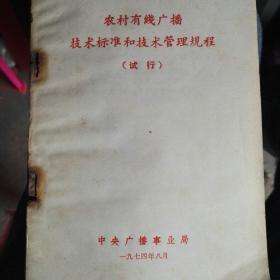 农村有线广播
技术标准和技术管理规程
（试行）
中央广播事业局
一九七四年八月